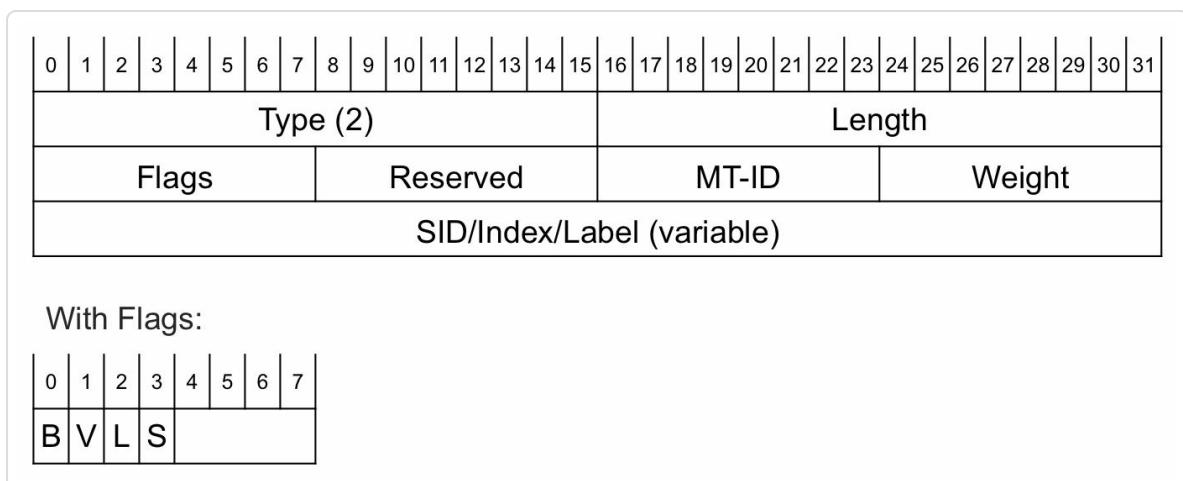 0 1 2 3 4 5 6 7 8 9 10 11 12 13 14 15 16 17 18 19 20 21 22 23 24 25 26 27 28 29 30 31
Type (2) Length
Flags Reserved MT-ID Weight
SID/Index/Label (variable)
With Flags:
0 1 2 3 4 5 6 7
B V L S